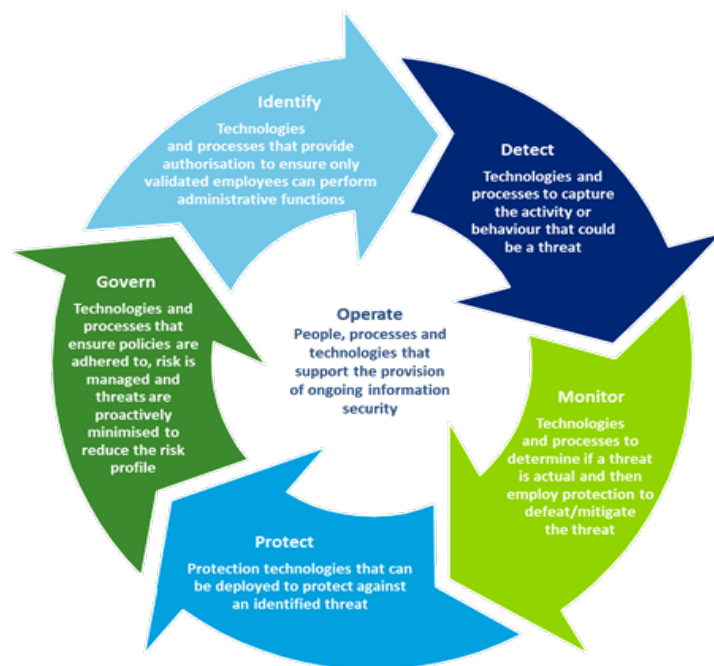 Identify
Technologies
and processes that provide
authorisation to ensure only
validated employees can perform
administrative functions
Detect
Technologies and
processes to capture
the activity or
behaviour that could
be a threat
Monitor
Technologies
and processes to
determine if a threat
is actual and then
employ protection to
defeat/mitigate
the threat
Protect
Protection technologies that can
be deployed to protect against
an identified threat
Govern
Technologies and
processes that
ensure policies are
adhered to, risk is
managed and
threats are
proactively
minimised to
reduce the risk
profile
Operate
People, processes and
technologies that
support the provision
of ongoing information
security